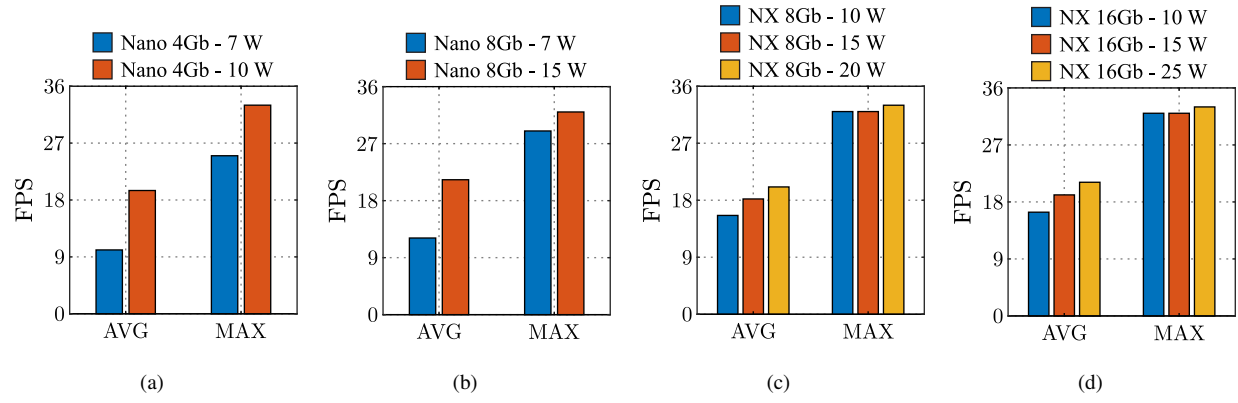 Nano 4Gb - 7 W
Nano 4Gb - 10 W
36
27
18
9
0
FPS
AVG MAX
(a)
Nano 8Gb - 7 W
Nano 8Gb - 15 W
36
27
18
9
0
FPS
AVG MAX
(b)
NX 8Gb - 10 W
NX 8Gb - 15 W
NX 8Gb - 20 W
36
27
18
9
0
FPS
AVG MAX
(c)
NX 16Gb - 10 W
NX 16Gb - 15 W
NX 16Gb - 25 W
36
27
18
9
0
FPS
AVG MAX
(d)